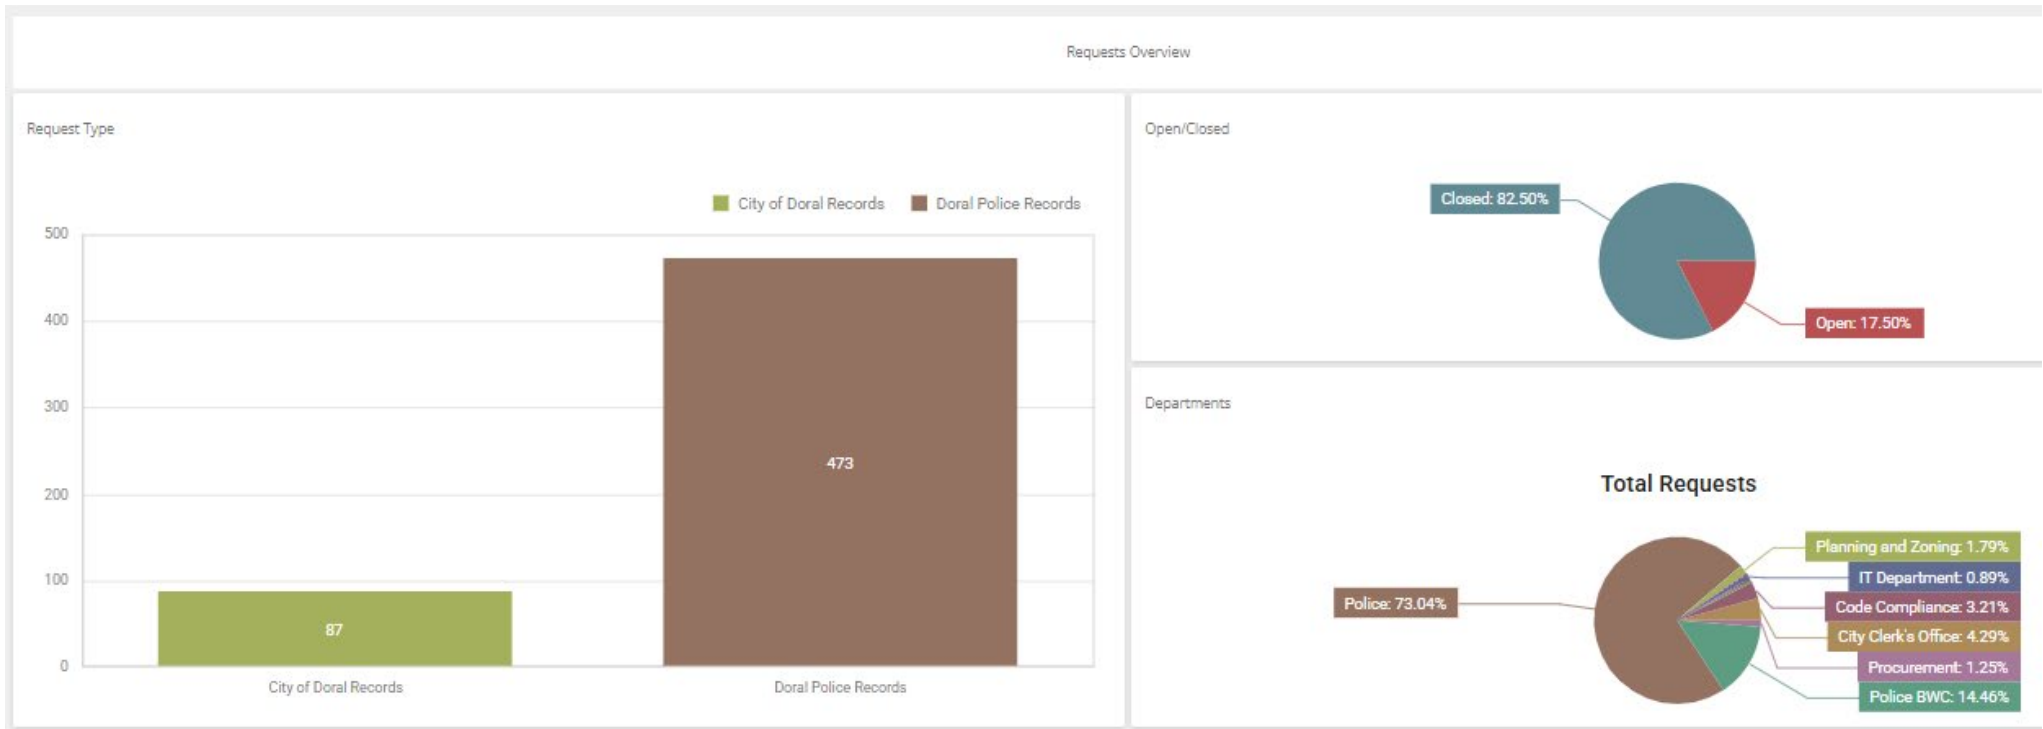 Requests Overview
Request Type
City of Doral Records
Doral Police Records
500
400
300
200
100
0
87
473
City of Doral Records
Doral Police Records
Open/Closed
Closed: 82.50%
Open: 17.50%
Departments
Total Requests
Police: 73.04%
Planning and Zoning: 1.79%
IT Department: 0.89%
Code Compliance: 3.21%
City Clerk's Office: 4.29%
Procurement: 1.25%
Police BWC: 14.46%